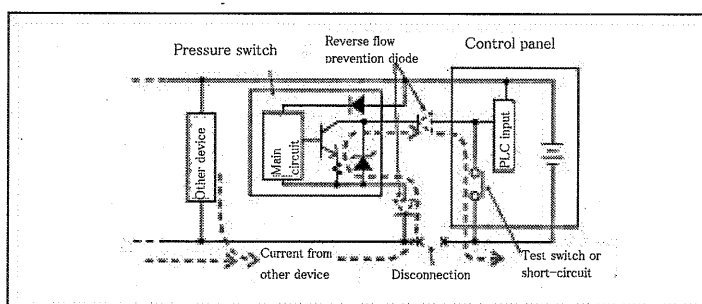 Reverse flow
prevention diode
Pressure switch
Control panel
Other device
Main
circuit
PLC input
Current from
other device
Disconnection
Test switch or
short-circuit